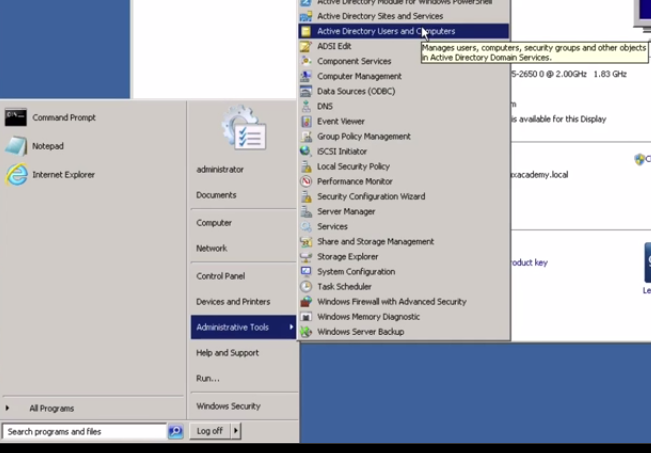 Active Directory Module for Windows PowerShell
Active Directory Sites and Services
Active Directory Users and Computers
ADSI Edit
Manages users, computers, security groups and other objects
in Active Directory Domain Services.
Component Services
Computer Management
5-2650 0 @ 2.00GHz 1.83 GHz
Data Sources (ODBC)
DNS
is available for this Display
Event Viewer
Group Policy Management
iSCSI Initiator
Local Security Policy
xacademy.local
Performance Monitor
Security Configuration Wizard
Server Manager
Services
Share and Storage Management
Storage Explorer
oduct key
System Configuration
Task Scheduler
Windows Firewall with Advanced Security
Windows Memory Diagnostic
Windows Server Backup
Command Prompt
Notepad
Internet Explorer
All Programs
Search programs and files
administrator
Documents
Computer
Network
Control Panel
Devices and Printers
Administrative Tools
Help and Support
Run...
Windows Security
Log off